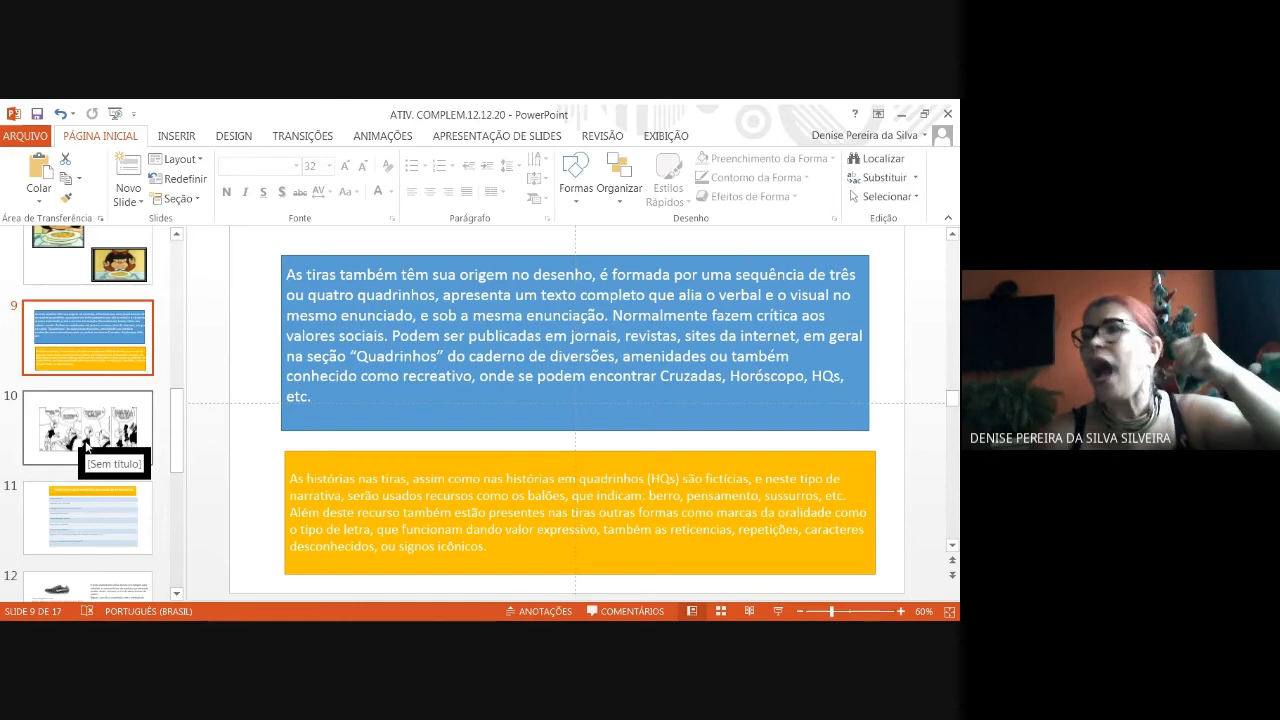 ATIV. COMPLEM.12.12.20 - PowerPoint
?
ARQUIVO PÁGINA INICIAL INSERIR DESIGN TRANSIÇÕES ANIMAÇÕES APRESENTAÇÃO DE SLIDES REVISÃO EXIBIÇÃO Denise Pereira da Silva
Colar
Novo
Slide
Layout
Redefinir
Seção
32
N I S S abc AV Aa A
Formas Organizar
Estilos
Rápidos
Preenchimento da Forma
Contorno da Forma
Efeitos de Forma
Localizar
Substituir
Selecionar
Área de Transferência Slides Fonte Parágrafo Desenho Edição
9
10
[Sem título]
11
12
As tiras também têm sua origem no desenho, é formada por uma sequência de três
ou quatro quadrinhos, apresenta um texto completo que alia o verbal e o visual no
mesmo enunciado, e sob a mesma enunciação. Normalmente fazem crítica aos
valores sociais. Podem ser publicadas em jornais, revistas, sites da internet, em geral
na seção “Quadrinhos” do caderno de diversões, amenidades ou também
conhecido como recreativo, onde se podem encontrar Cruzadas, Horóscopo, HQs,
etc.
As histórias nas tiras, assim como nas histórias em quadrinhos (HQs) são fictícias, e neste tipo de
narrativa, serão usados recursos como os balões, que indicam: berro, pensamento, sussurros, etc.
Além deste recurso também estão presentes nas tiras outras formas como marcas da oralidade como
o tipo de letra, que funcionam dando valor expressivo, também as reticencias, repetições, caracteres
desconhecidos, ou signos icônicos.
DENISE PEREIRA DA SILVA SILVEIRA
SLIDE 9 DE 17 PORTUGUÊS (BRASIL) ANOTAÇÕES COMENTÁRIOS 60%